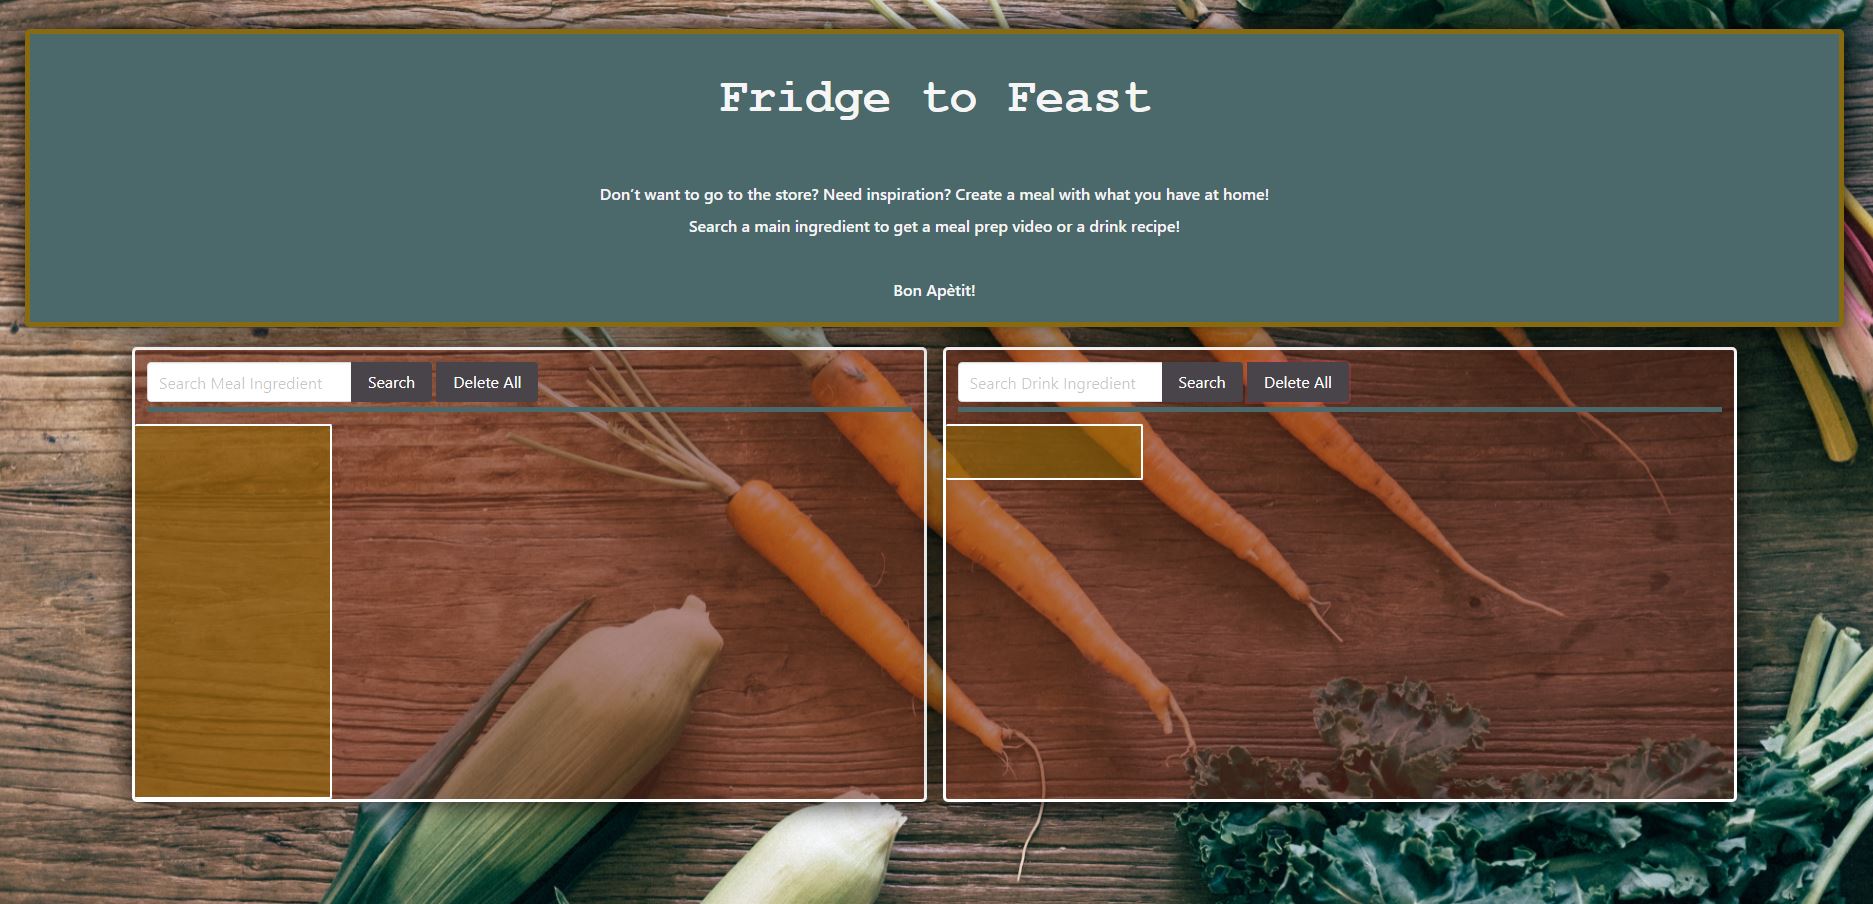 Fridge to Feast
Don't want to go to the store? Need inspiration? Create a meal with what you have at home!
Search a main ingredient to get a meal prep video or a drink recipe!
Bon Apètit!
Search Meal Ingredient Search Delete All
Search Drink Ingredient Search Delete All